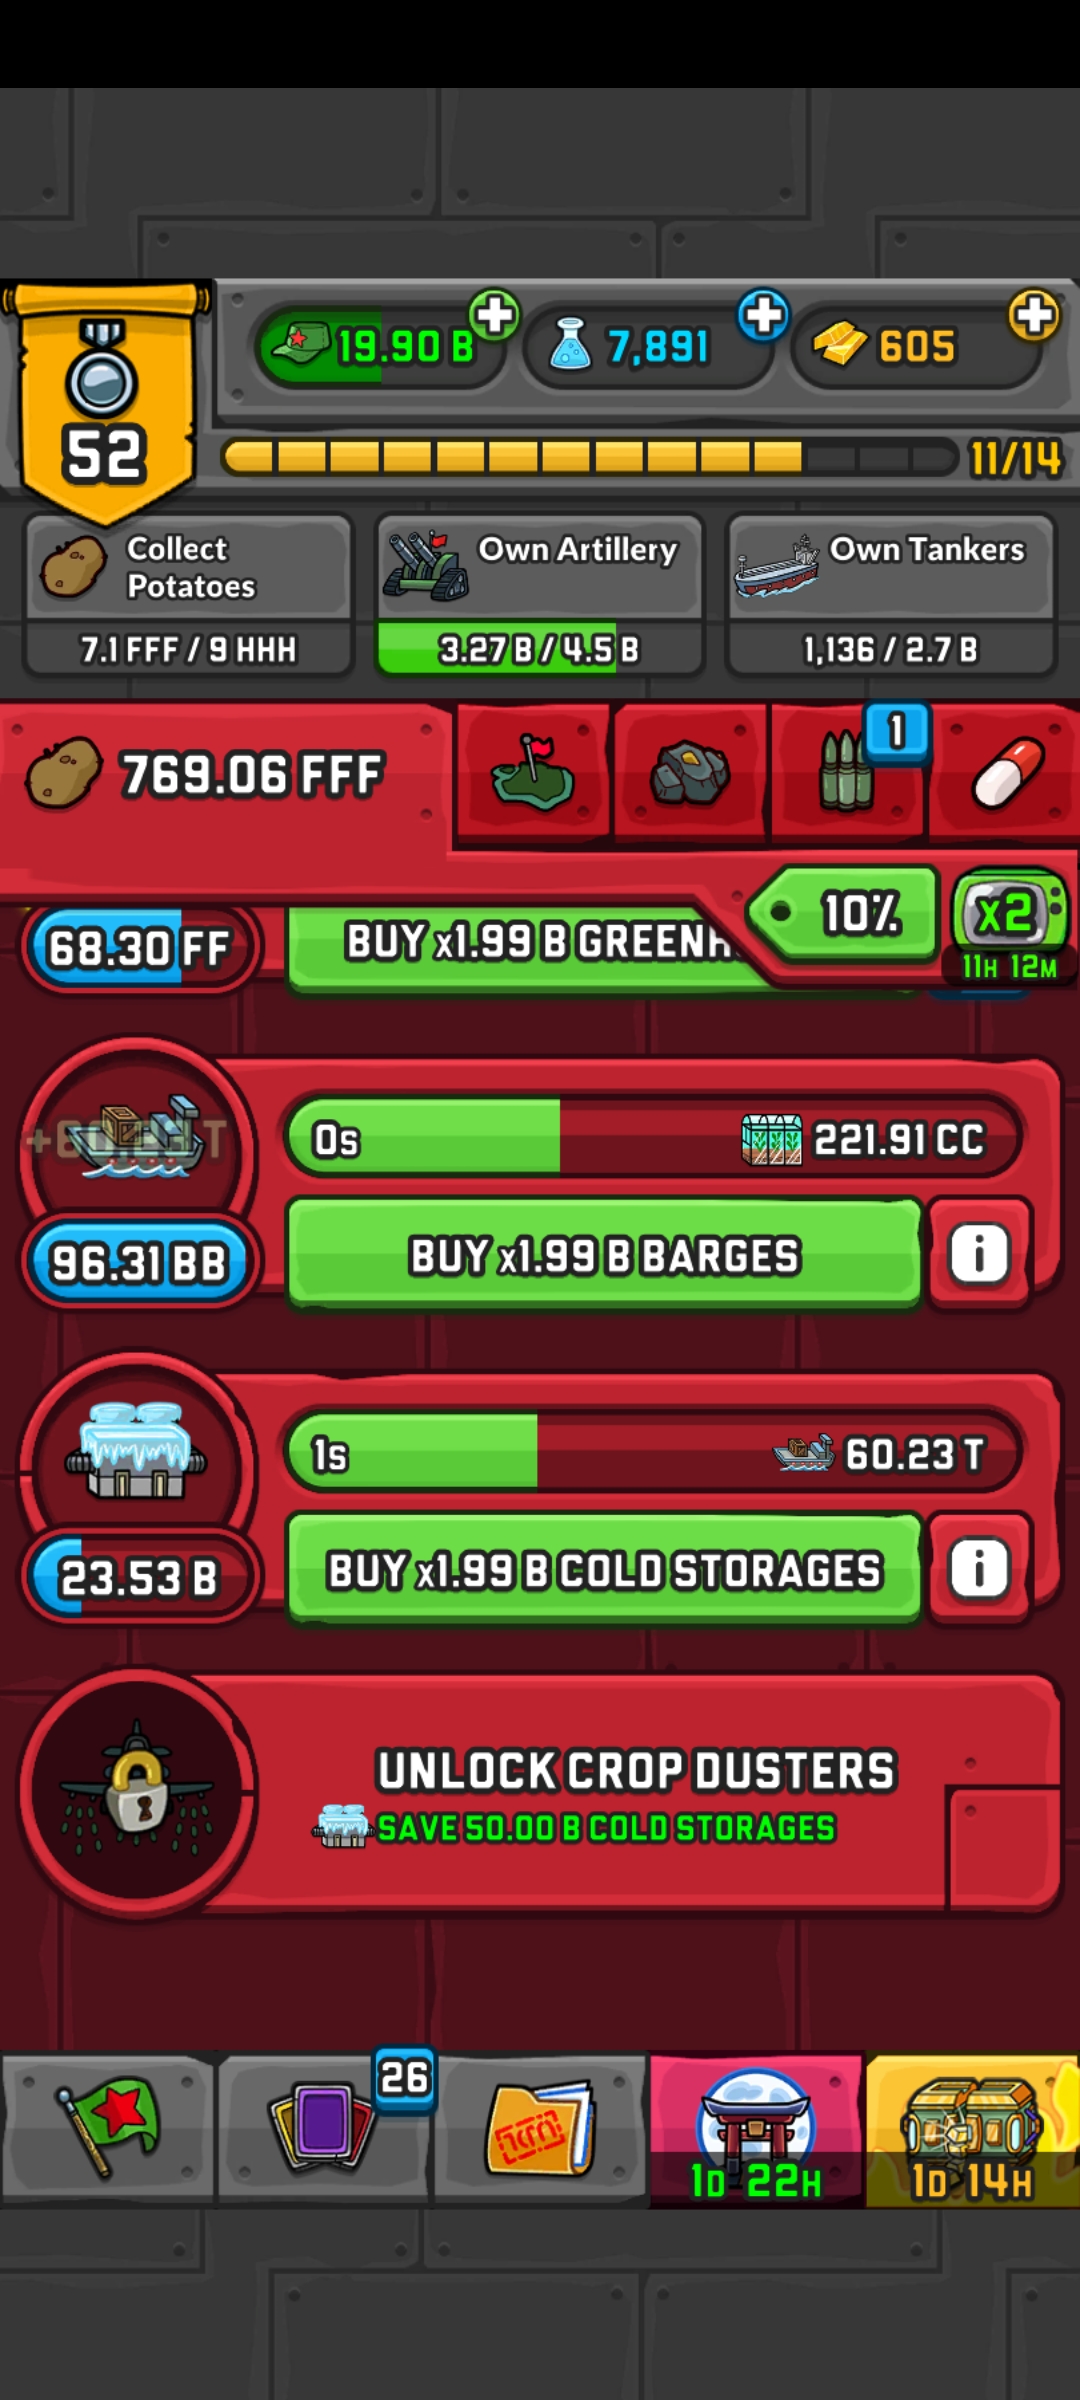 19.90 B
7,891
605
52
11/14
Collect
Potatoes
Own Artillery
Own Tankers
7.1 FFF / 9 HHH
3.27 B / 4.5 B
1,136 / 2.7 B
769.06 FFF
1
10%
x2
11H 12M
68.30 FF
BUY x1.99 B
0s
221.91 CC
96.31 BB
BUY x1.99 B BARGES
i
1s
60.23 T
23.53 B
BUY x1.99 B COLD STORAGES
i
UNLOCK CROP DUSTERS
SAVE 50.00 B COLD STORAGES
26
1D 22H
1D 14H